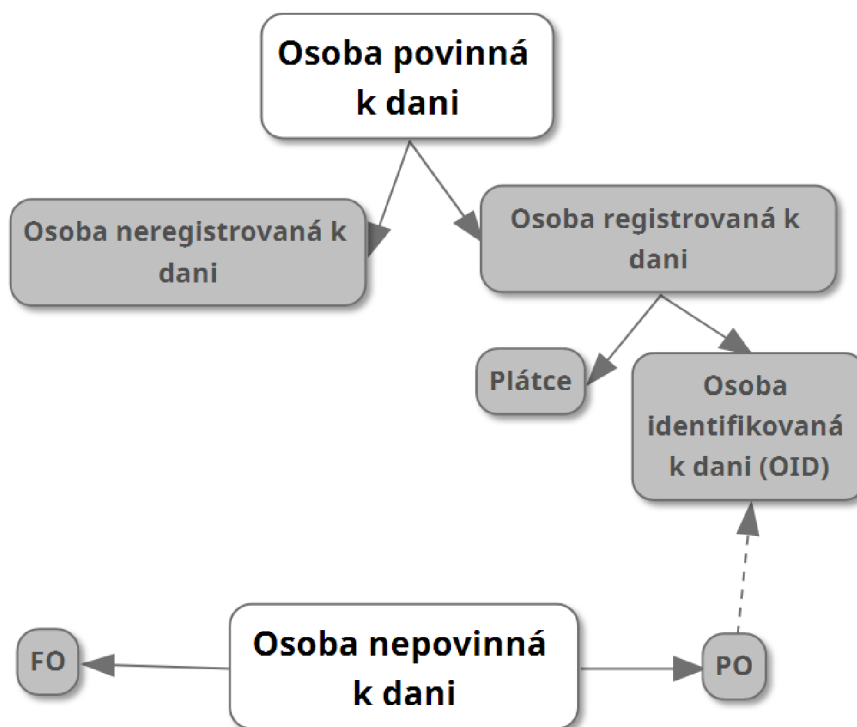 Osoba povinná
k dani
Osoba neregistrovaná k
dani
Osoba registrovaná k
dani
Plátce
Osoba
identifikovaná
k dani (OID)
FO
Osoba nepovinná
k dani
PO